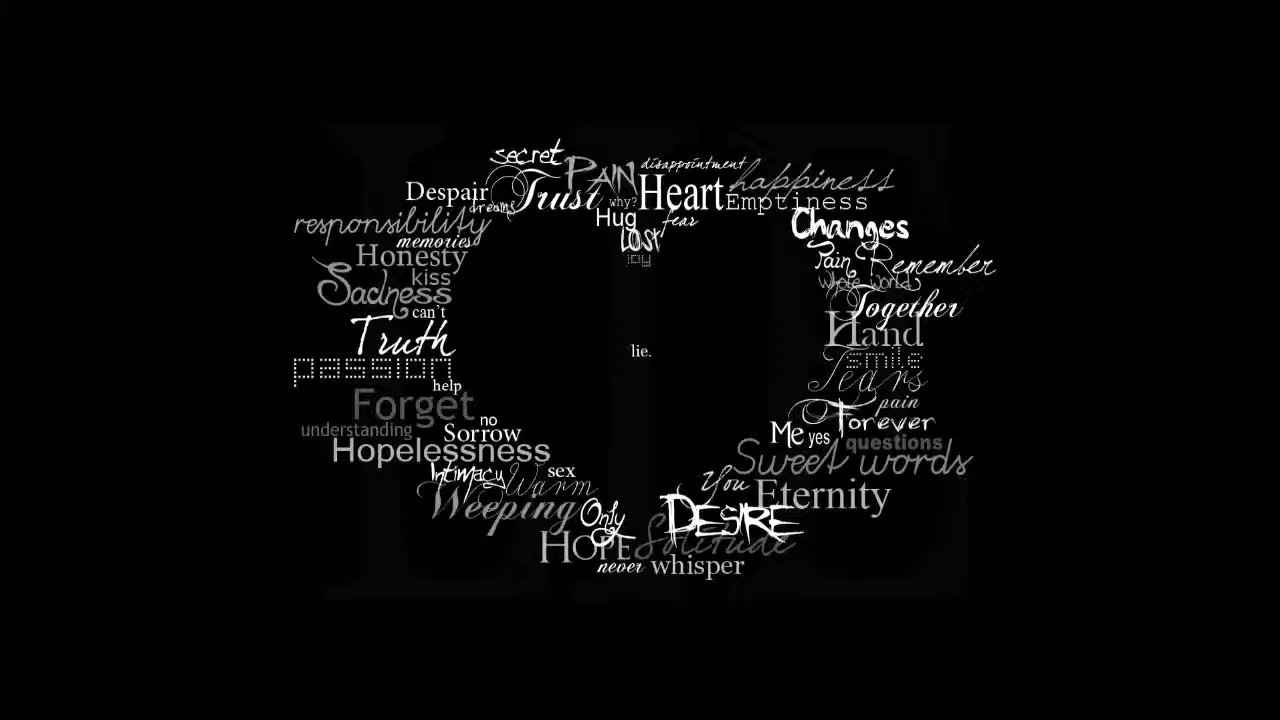 secret
PAIN
disappointment
happiness
Despair
dreams
Trust
why?
Heart
Emptiness
responsibility
Hug
fear
Changes
memories
LOST
Honesty
joy
Pain
Remember
kiss
whole world
Sadness
can't
Together
Truth
Hand
lie.
smile
passion
Tears
help
Forget
pain
no
Forever
understanding
Sorrow
Me
yes
questions
Hopelessness
Sweet words
Intimacy
Warm
sex
You
Weeping
Eternity
Only
DESIRE
HOPE
Solitude
never
whisper